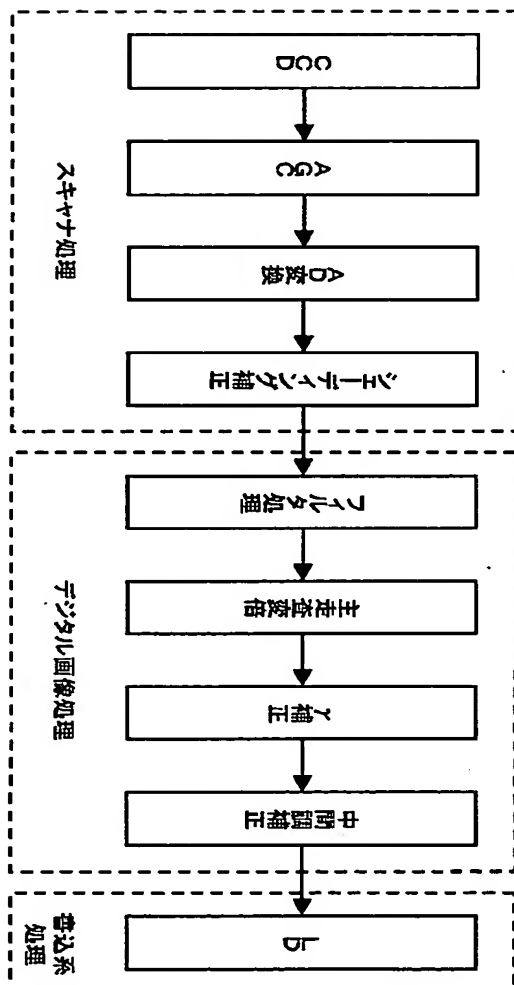 CCD
AGC
AD変換
シェーディング補正
スキャナ処理
フィルタ処理
主走査変倍
γ補正
中間調補正
デジタル画像処理
LD
書込系
処理